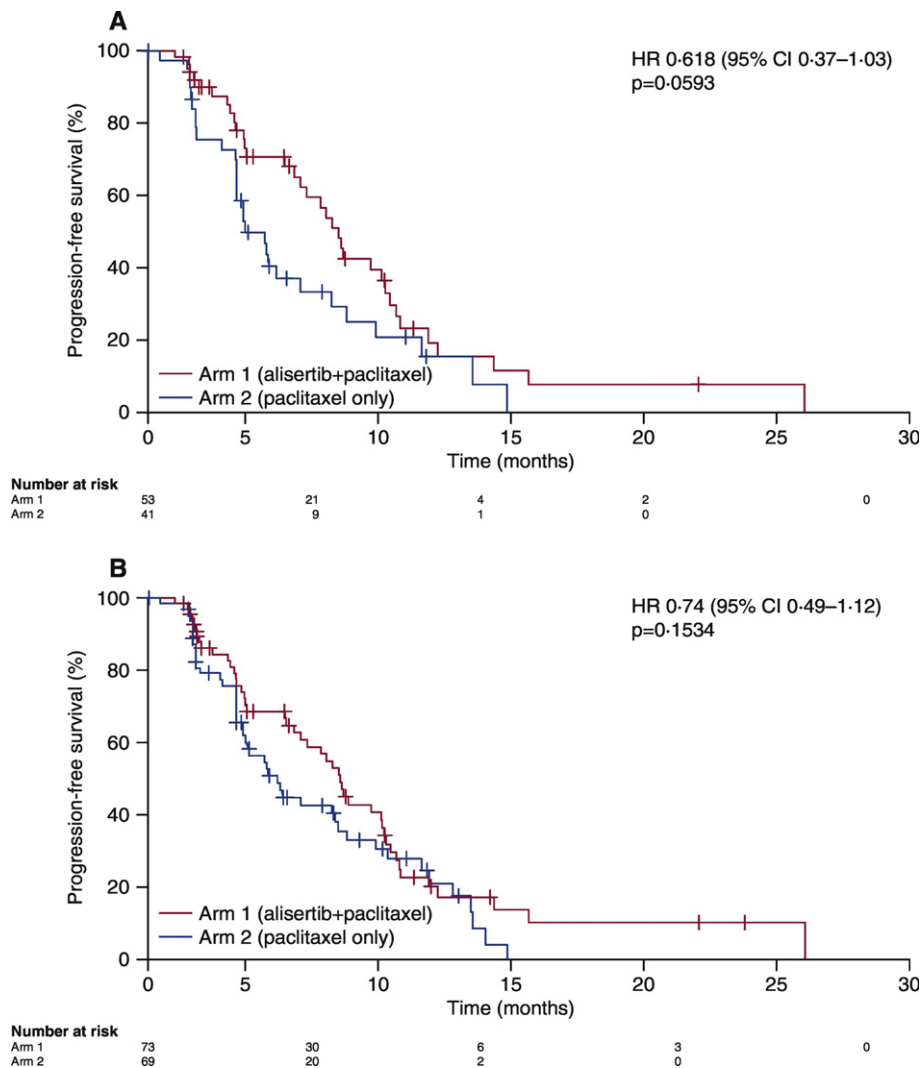 A
100
80
60
40
20
0
Progression-free survival (%)
HR 0·618 (95% CI 0·37–1·03)
p=0·0593
Arm 1 (alisertib+paclitaxel)
Arm 2 (paclitaxel only)
0 5 10 15 20 25 30
Time (months)
Number at risk
Arm 1 53 21 4 2 0
Arm 2 41 9 1 0
B
100
80
60
40
20
0
Progression-free survival (%)
HR 0·74 (95% CI 0·49–1·12)
p=0·1534
Arm 1 (alisertib+paclitaxel)
Arm 2 (paclitaxel only)
0 5 10 15 20 25 30
Time (months)
Number at risk
Arm 1 73 30 6 3 0
Arm 2 69 20 2 0